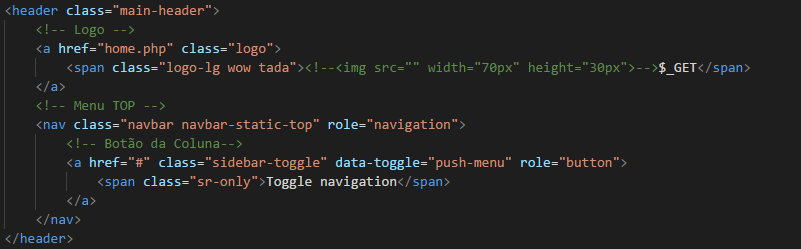 <header class="main-header">
<!-- Logo -->
<a href="home.php" class="logo">
<span class="logo-lg wow tada"><!--<img src="" width="70px" height="30px">-->$_GET</span>
</a>
<!-- Menu TOP -->
<nav class="navbar navbar-static-top" role="navigation">
<!-- Botão da Coluna-->
<a href="#" class="sidebar-toggle" data-toggle="push-menu" role="button">
<span class="sr-only">Toggle navigation</span>
</a>
</nav>
</header>